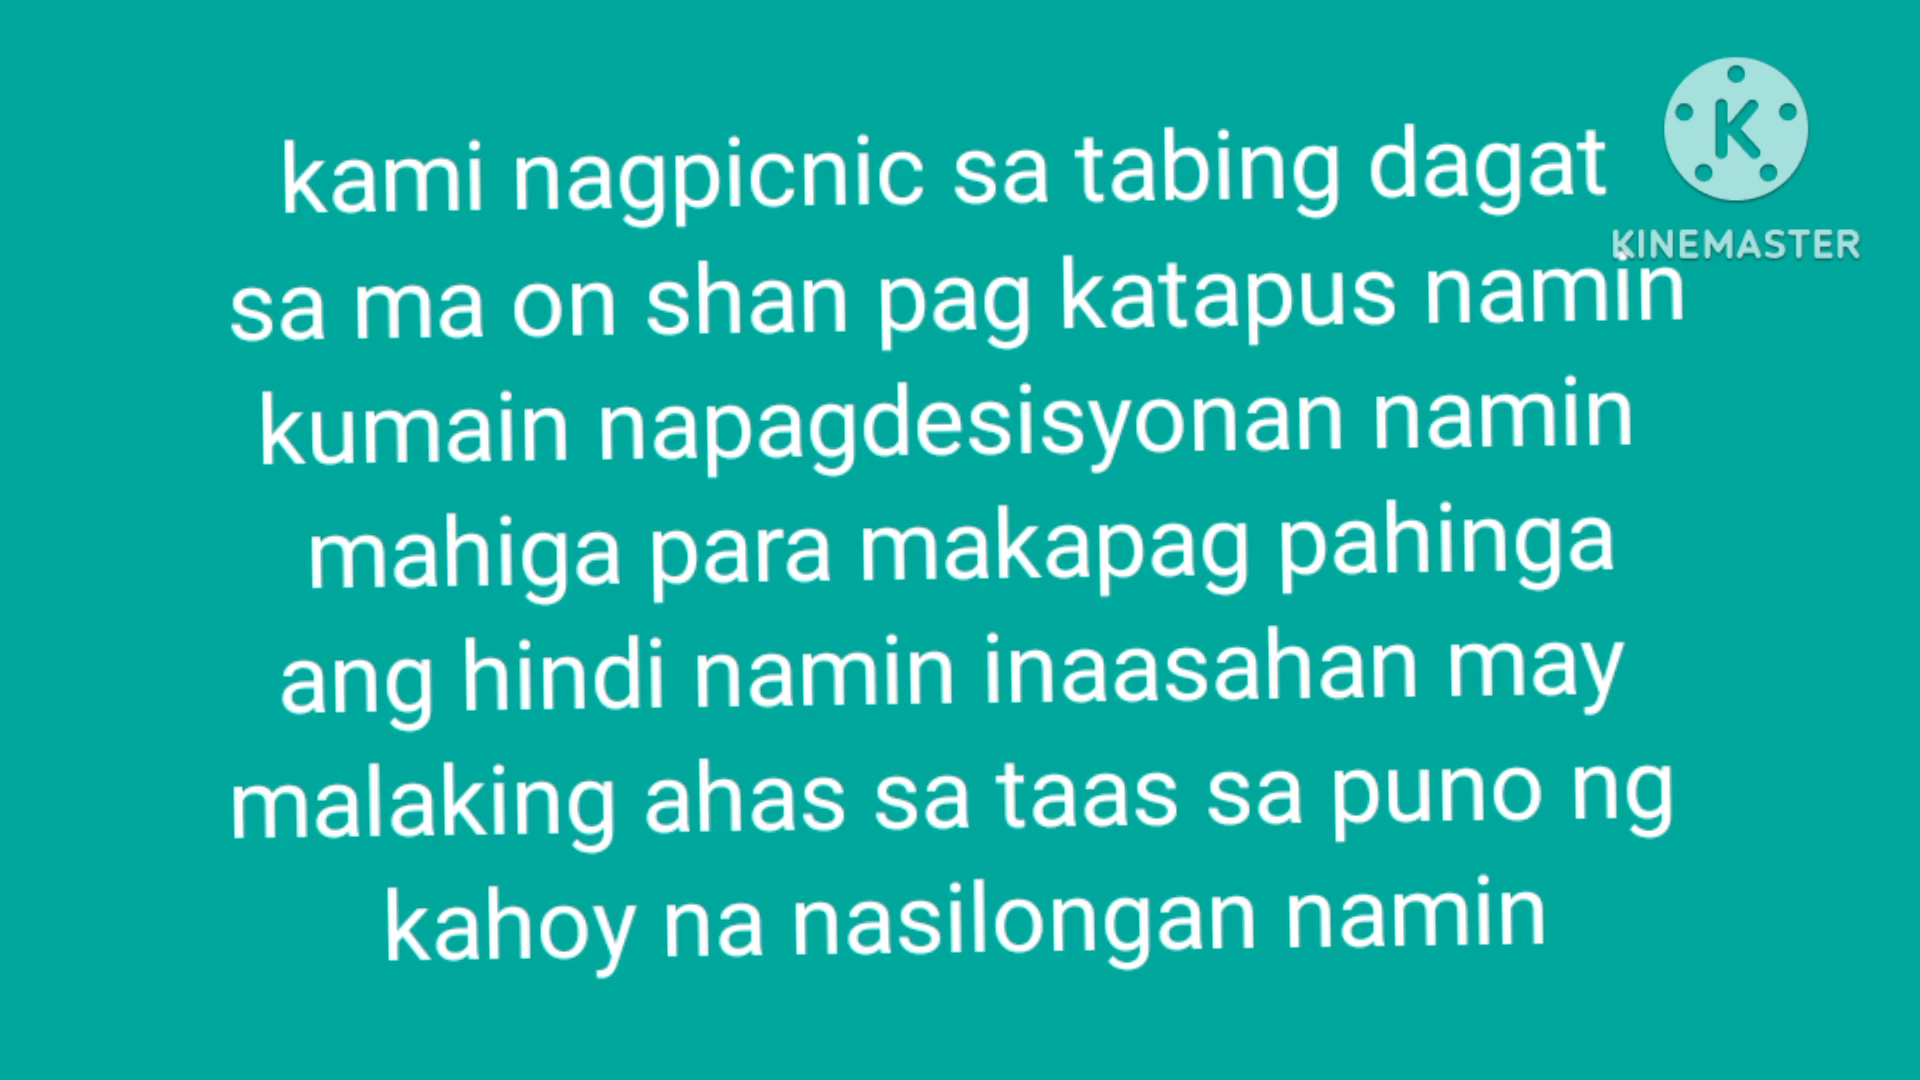 kami nagpicnic sa tabing dagat
sa ma on shan pag katapus namin
kumain napagdesisyonan namin
mahiga para makapag pahinga
ang hindi namin inaasahan may
malaking ahas sa taas sa puno ng
kahoy na nasilongan namin
K
KINEMASTER